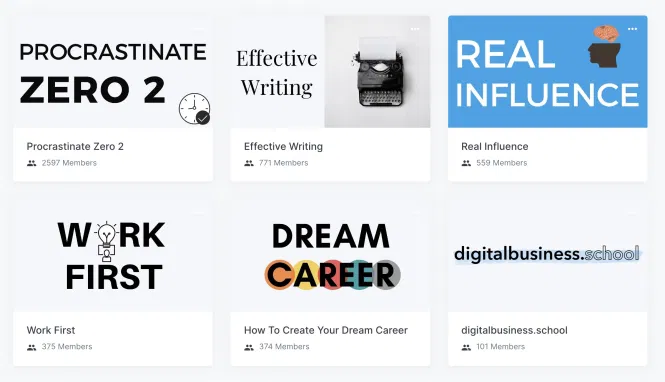 PROCRASTINATE
ZERO 2
Procrastinate Zero 2
2597 Members
Effective
Writing
Effective Writing
771 Members
REAL
INFLUENCE
Real Influence
559 Members
WORK
FIRST
Work First
375 Members
DREAM
CAREER
How To Create Your Dream Career
374 Members
digitalbusiness.school
digitalbusiness.school
101 Members